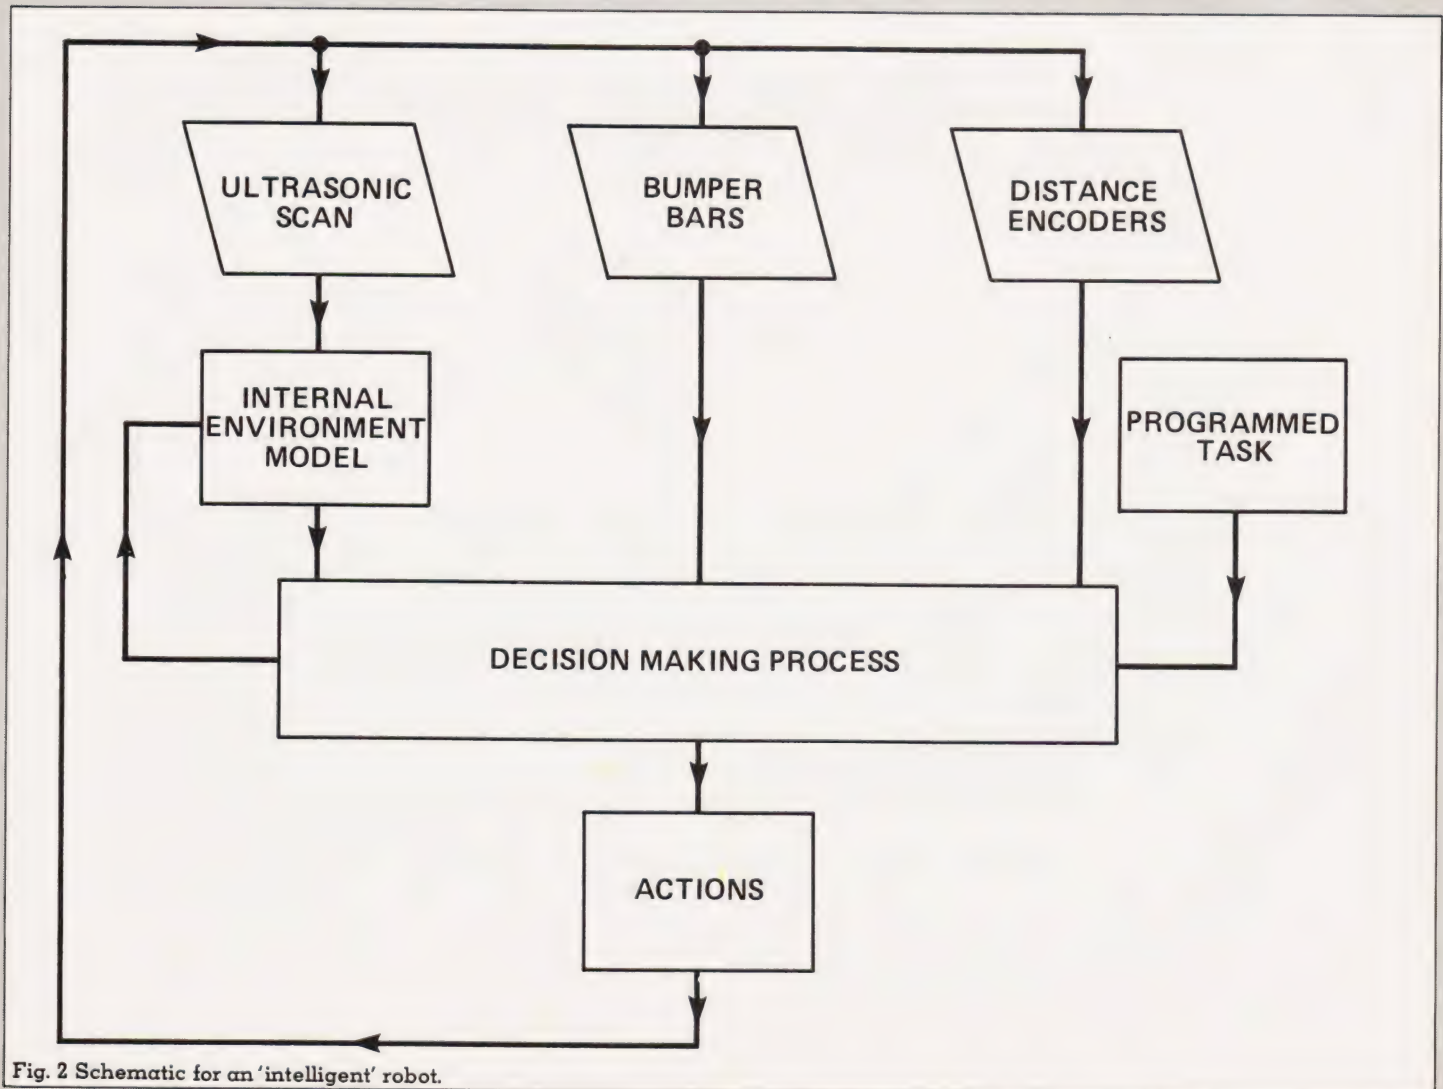 ULTRASONIC
SCAN
BUMPER
BARS
DISTANCE
ENCODERS
INTERNAL
ENVIRONMENT
MODEL
PROGRAMMED
TASK
DECISION MAKING PROCESS
ACTIONS
Fig. 2 Schematic for an 'intelligent' robot.